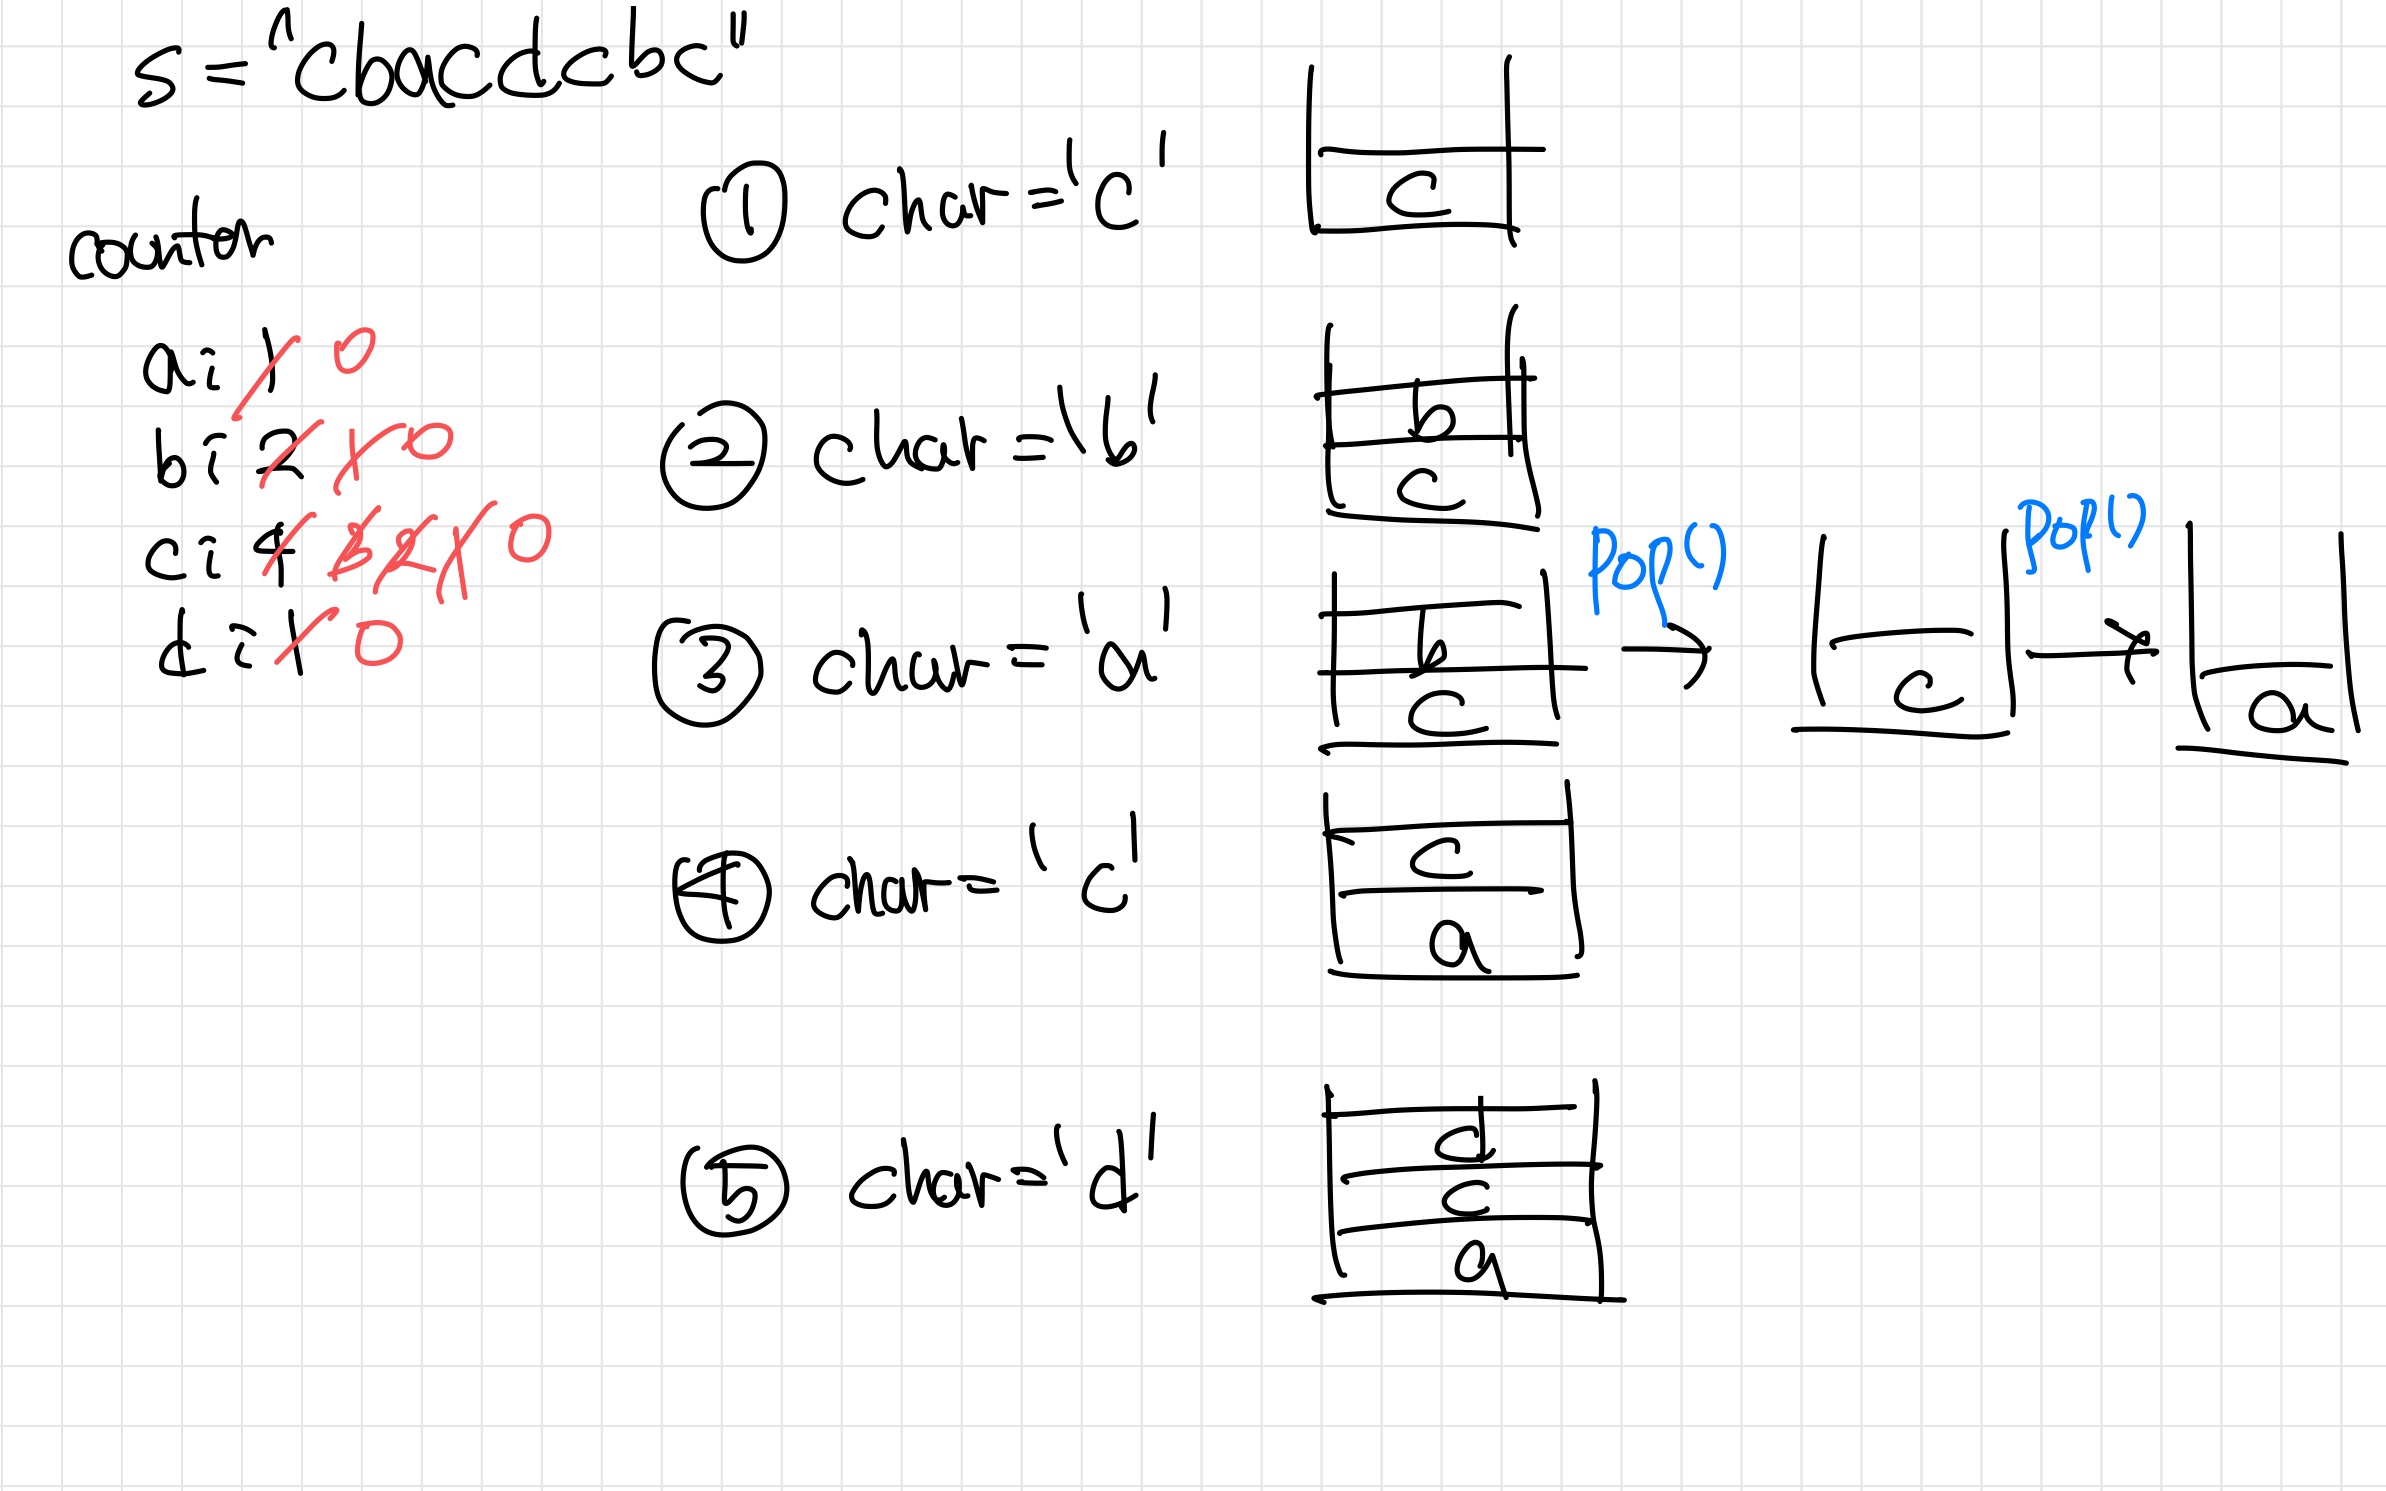 s = "cbacdcbc"
counter
a: 1 0
b: 2 1 0
c: 4 3 2 1 0
d: 1 0
① char = 'c'
c
② char = 'b'
b
c
③ char = 'a'
b
c
pop()
c
pop()
a
④ char = 'c'
c
a
⑤ char = 'd'
d
c
a